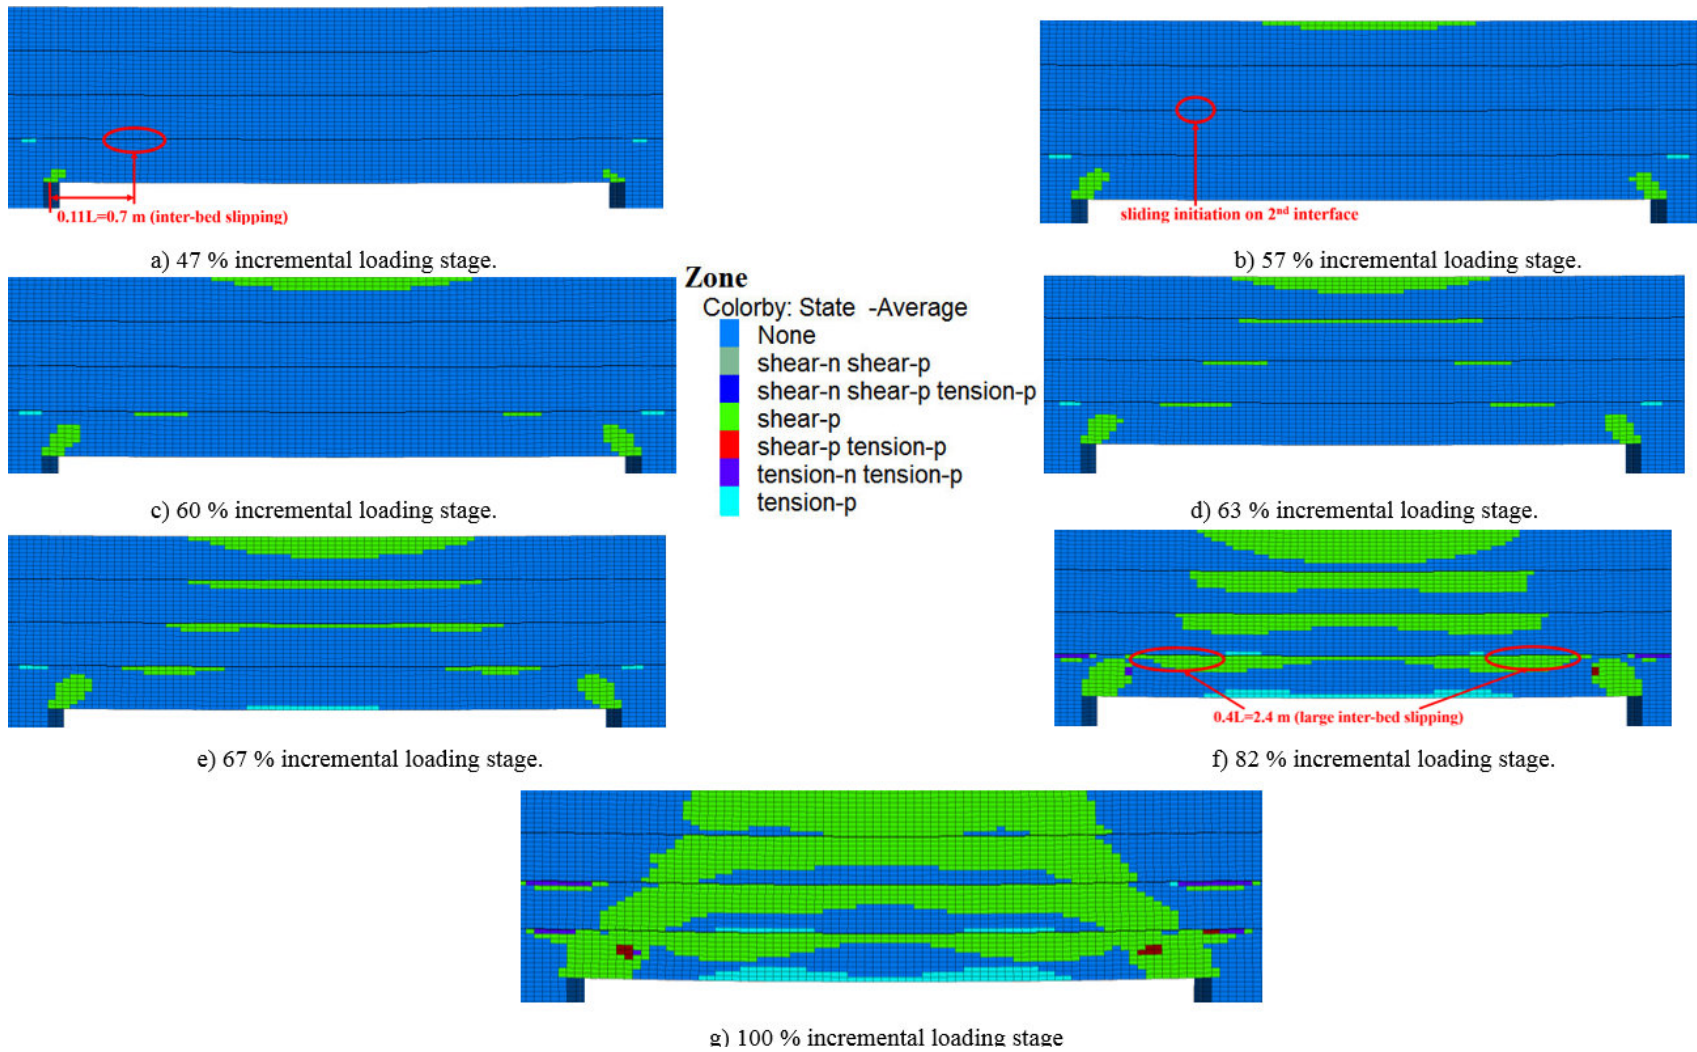 0.11L=0.7 m (inter-bed slipping)
a) 47 % incremental loading stage.
sliding initiation on 2nd interface
b) 57 % incremental loading stage.
Zone
Colorby: State -Average
None
shear-n shear-p
shear-n shear-p tension-p
shear-p
shear-p tension-p
tension-n tension-p
tension-p
c) 60 % incremental loading stage.
d) 63 % incremental loading stage.
e) 67 % incremental loading stage.
0.4L=2.4 m (large inter-bed slipping)
f) 82 % incremental loading stage.
g) 100 % incremental loading stage